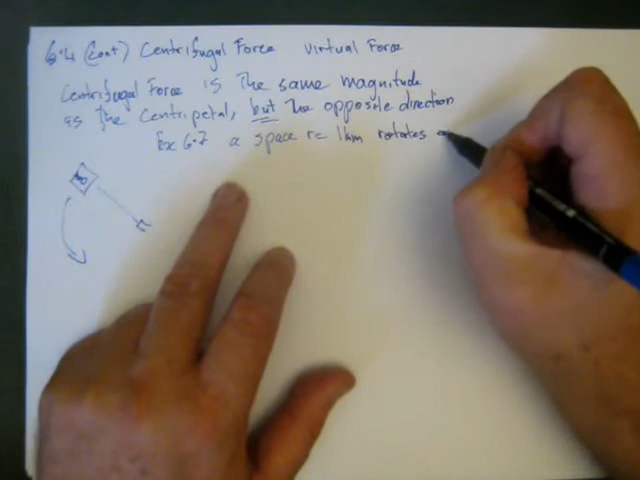 6.4 (cont) Centrifugal Force virtual Force
Centrifugal Force is the same magnitude
as the Centripetal, but the opposite direction
Ex 6.7 a space r= 1km rotates